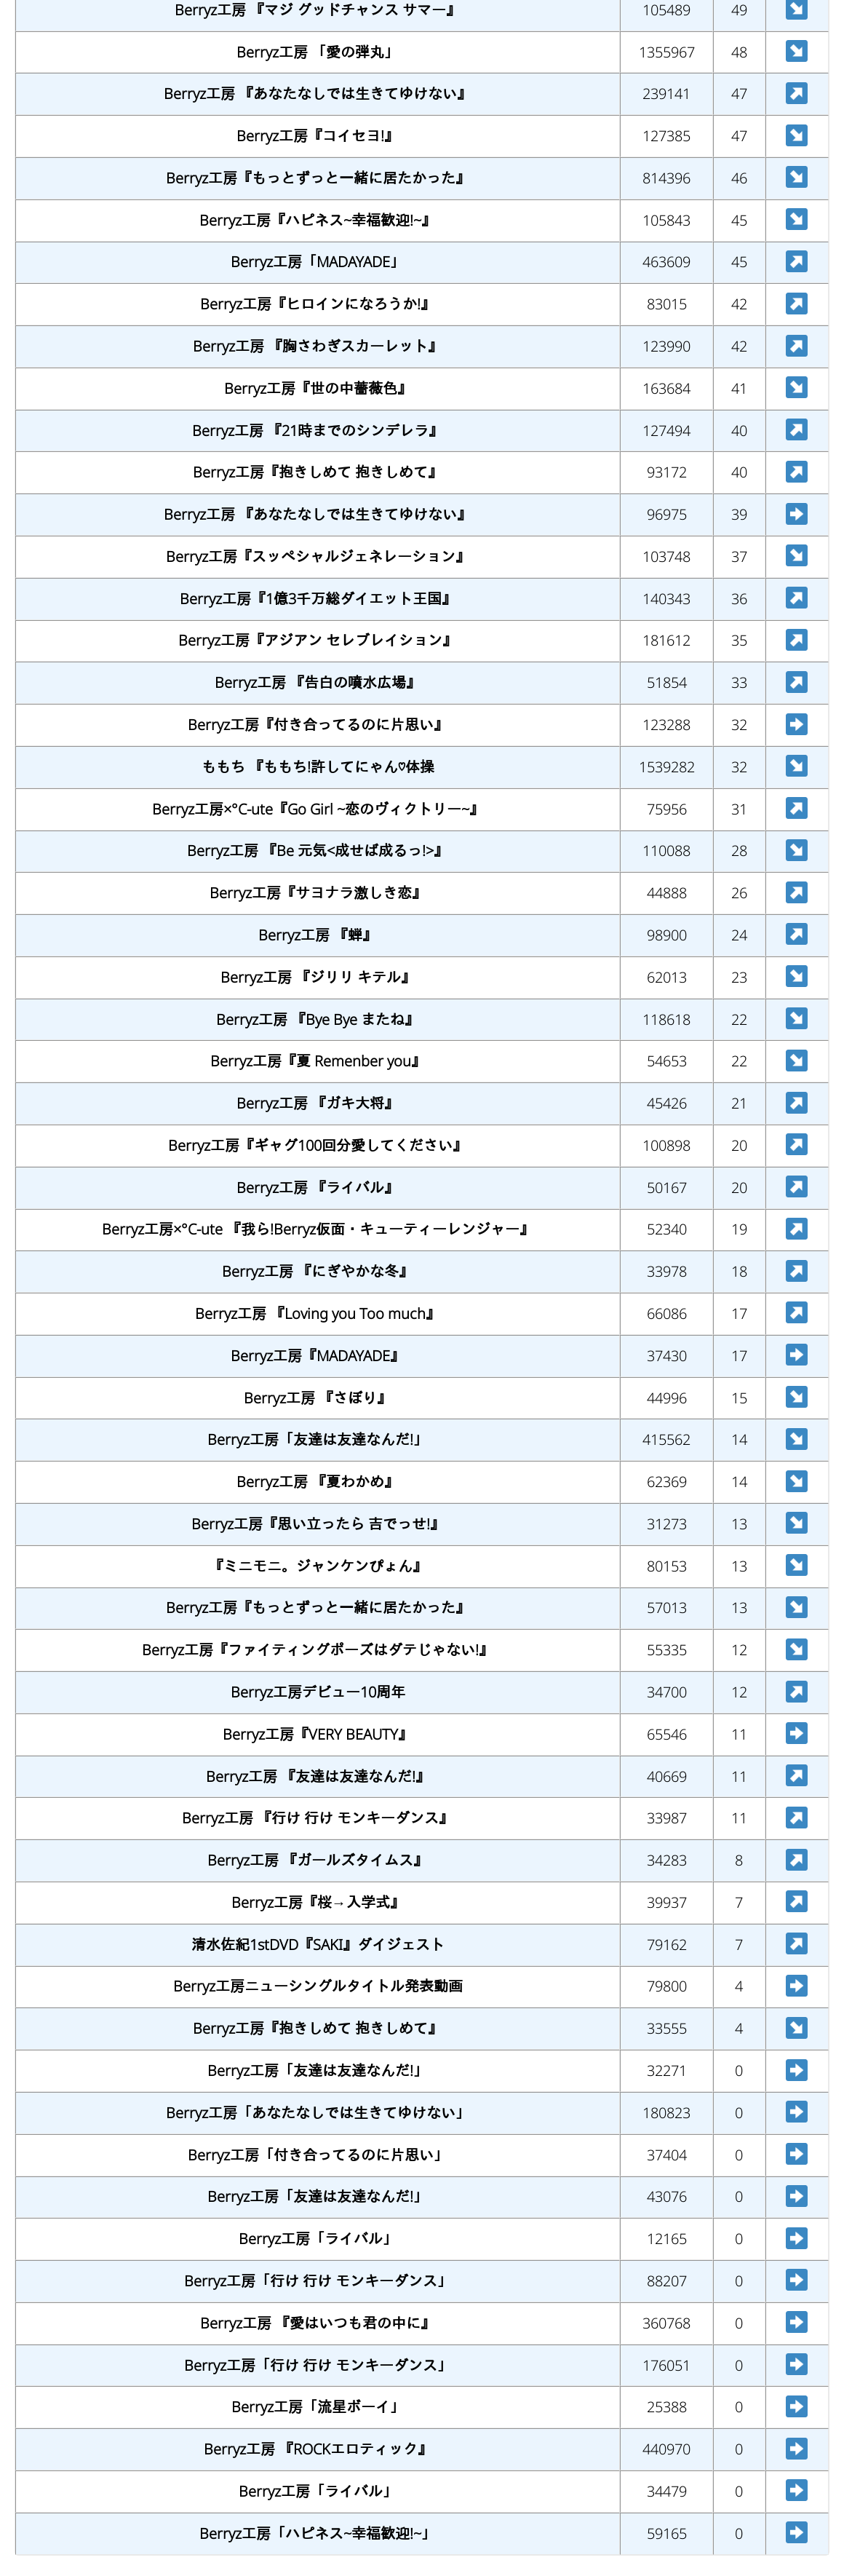 Berryz工房 『マジ グッドチャンス サマー』 105489 49 ↘
Berryz工房 「愛の弾丸」 1355967 48 ↘
Berryz工房 『あなたなしでは生きてゆけない』 239141 47 ↗
Berryz工房『コイセヨ!』 127385 47 ↘
Berryz工房『もっとずっと一緒に居たかった』 814396 46 ↘
Berryz工房『ハピネス~幸福歓迎!~』 105843 45 ↘
Berryz工房「MADAYADE」 463609 45 ↗
Berryz工房『ヒロインになろうか!』 83015 42 ↗
Berryz工房 『胸さわぎスカーレット』 123990 42 ↗
Berryz工房『世の中薔薇色』 163684 41 ↘
Berryz工房 『21時までのシンデレラ』 127494 40 ↗
Berryz工房『抱きしめて 抱きしめて』 93172 40 ↗
Berryz工房 『あなたなしでは生きてゆけない』 96975 39 ➡
Berryz工房『スッペシャルジェネレーション』 103748 37 ↘
Berryz工房『1億3千万総ダイエット王国』 140343 36 ↗
Berryz工房『アジアン セレブレイション』 181612 35 ↗
Berryz工房 『告白の噴水広場』 51854 33 ↗
Berryz工房『付き合ってるのに片思い』 123288 32 ➡
ももち 『ももち!許してにゃん♡体操 1539282 32 ↘
Berryz工房×°C-ute『Go Girl ~恋のヴィクトリー~』 75956 31 ↗
Berryz工房 『Be 元気<成せば成るっ!>』 110088 28 ↘
Berryz工房『サヨナラ激しき恋』 44888 26 ↗
Berryz工房 『蝉』 98900 24 ↗
Berryz工房 『ジリリ キテル』 62013 23 ↘
Berryz工房 『Bye Bye またね』 118618 22 ↘
Berryz工房『夏 Remenber you』 54653 22 ↘
Berryz工房 『ガキ大将』 45426 21 ↗
Berryz工房『ギャグ100回分愛してください』 100898 20 ↗
Berryz工房 『ライバル』 50167 20 ↗
Berryz工房×°C-ute 『我ら!Berryz仮面・キューティーレンジャー』 52340 19 ↗
Berryz工房 『にぎやかな冬』 33978 18 ↗
Berryz工房 『Loving you Too much』 66086 17 ↗
Berryz工房『MADAYADE』 37430 17 ➡
Berryz工房 『さぼり』 44996 15 ↘
Berryz工房「友達は友達なんだ!」 415562 14 ↘
Berryz工房 『夏わかめ』 62369 14 ↘
Berryz工房『思い立ったら 吉でっせ!』 31273 13 ↘
『ミニモニ。ジャンケンぴょん』 80153 13 ↘
Berryz工房『もっとずっと一緒に居たかった』 57013 13 ↘
Berryz工房『ファイティングポーズはダテじゃない!』 55335 12 ↘
Berryz工房デビュー10周年 34700 12 ↗
Berryz工房『VERY BEAUTY』 65546 11 ➡
Berryz工房 『友達は友達なんだ!』 40669 11 ↗
Berryz工房 『行け 行け モンキーダンス』 33987 11 ↗
Berryz工房 『ガールズタイムス』 34283 8 ↗
Berryz工房『桜→入学式』 39937 7 ↗
清水佐紀1stDVD『SAKI』ダイジェスト 79162 7 ↗
Berryz工房ニューシングルタイトル発表動画 79800 4 ➡
Berryz工房『抱きしめて 抱きしめて』 33555 4 ↘
Berryz工房「友達は友達なんだ!」 32271 0 ➡
Berryz工房「あなたなしでは生きてゆけない」 180823 0 ➡
Berryz工房「付き合ってるのに片思い」 37404 0 ➡
Berryz工房「友達は友達なんだ!」 43076 0 ➡
Berryz工房「ライバル」 12165 0 ➡
Berryz工房「行け 行け モンキーダンス」 88207 0 ➡
Berryz工房 『愛はいつも君の中に』 360768 0 ➡
Berryz工房「行け 行け モンキーダンス」 176051 0 ➡
Berryz工房「流星ボーイ」 25388 0 ➡
Berryz工房 『ROCKエロティック』 440970 0 ➡
Berryz工房「ライバル」 34479 0 ➡
Berryz工房「ハピネス~幸福歓迎!~」 59165 0 ➡